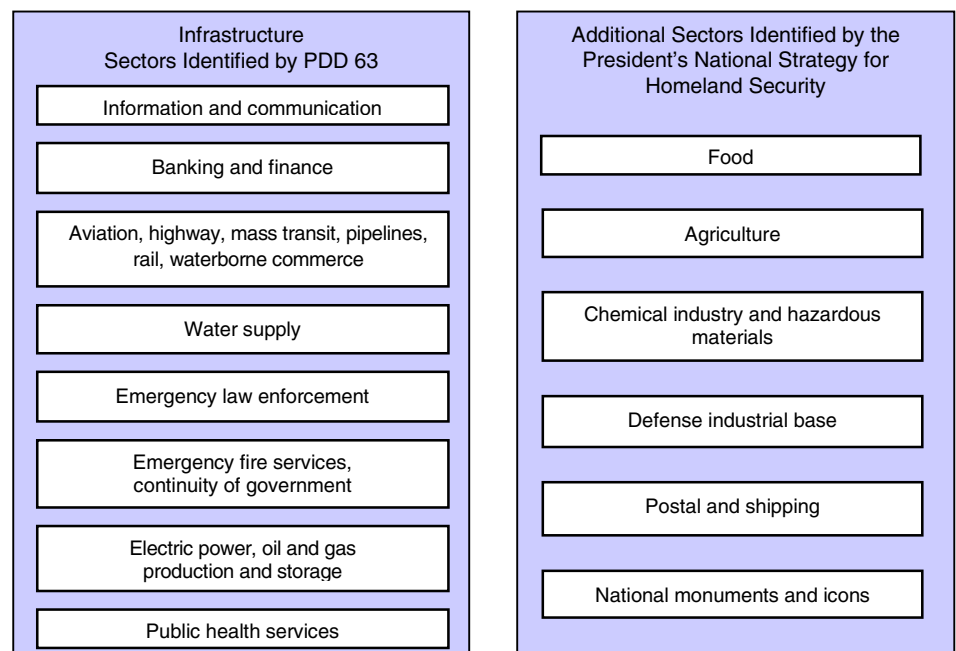 Infrastructure
Sectors Identified by PDD 63
Information and communication
Banking and finance
Aviation, highway, mass transit, pipelines,
rail, waterborne commerce
Water supply
Emergency law enforcement
Emergency fire services,
continuity of government
Electric power, oil and gas
production and storage
Public health services
Additional Sectors Identified by the
President’s National Strategy for
Homeland Security
Food
Agriculture
Chemical industry and hazardous
materials
Defense industrial base
Postal and shipping
National monuments and icons